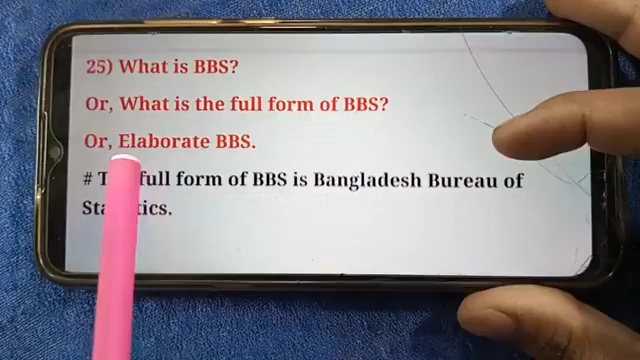 25) What is BBS?
Or, What is the full form of BBS?
Or, Elaborate BBS.
# full form of BBS is Bangladesh Bureau of